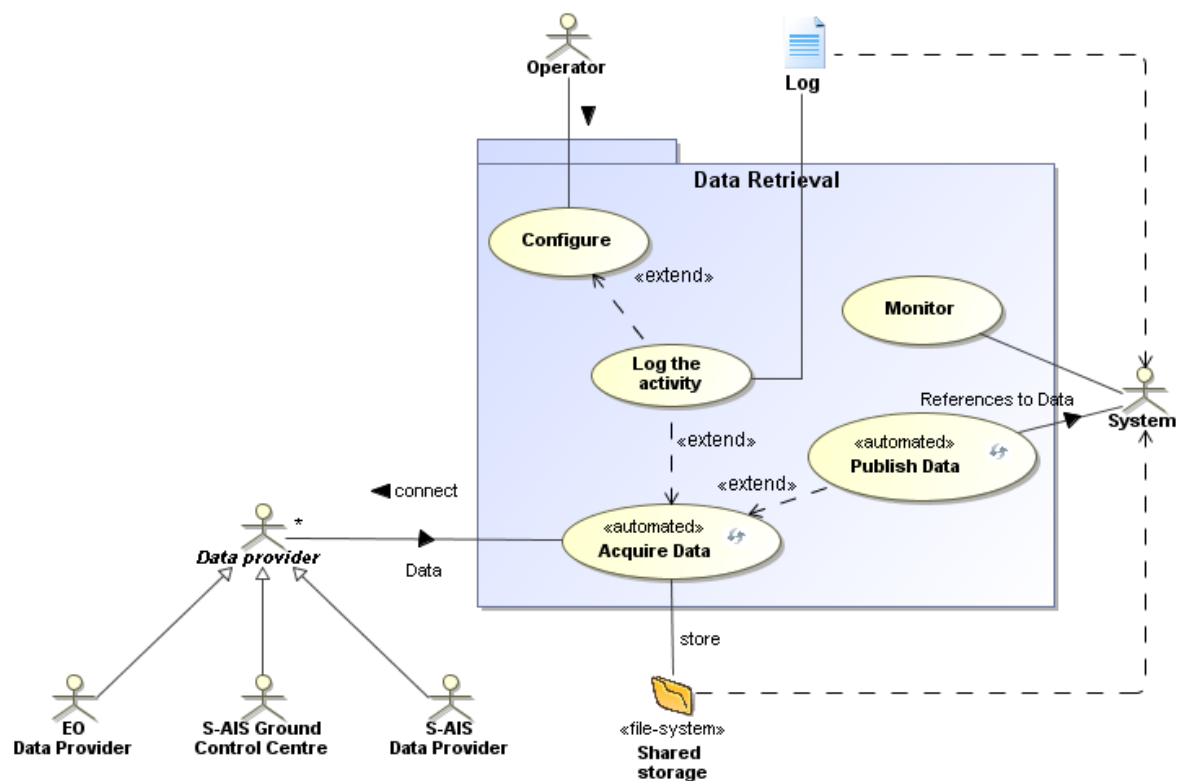 Operator
Log
Data Retrieval
Configure
«extend»
Monitor
Log the
activity
References to Data
System
«extend»
«automated»
Publish Data
«extend»
connect
«automated»
Acquire Data
*
Data provider
Data
store
EO
Data Provider
S-AIS Ground
Control Centre
S-AIS
Data Provider
«file-system»
Shared
storage